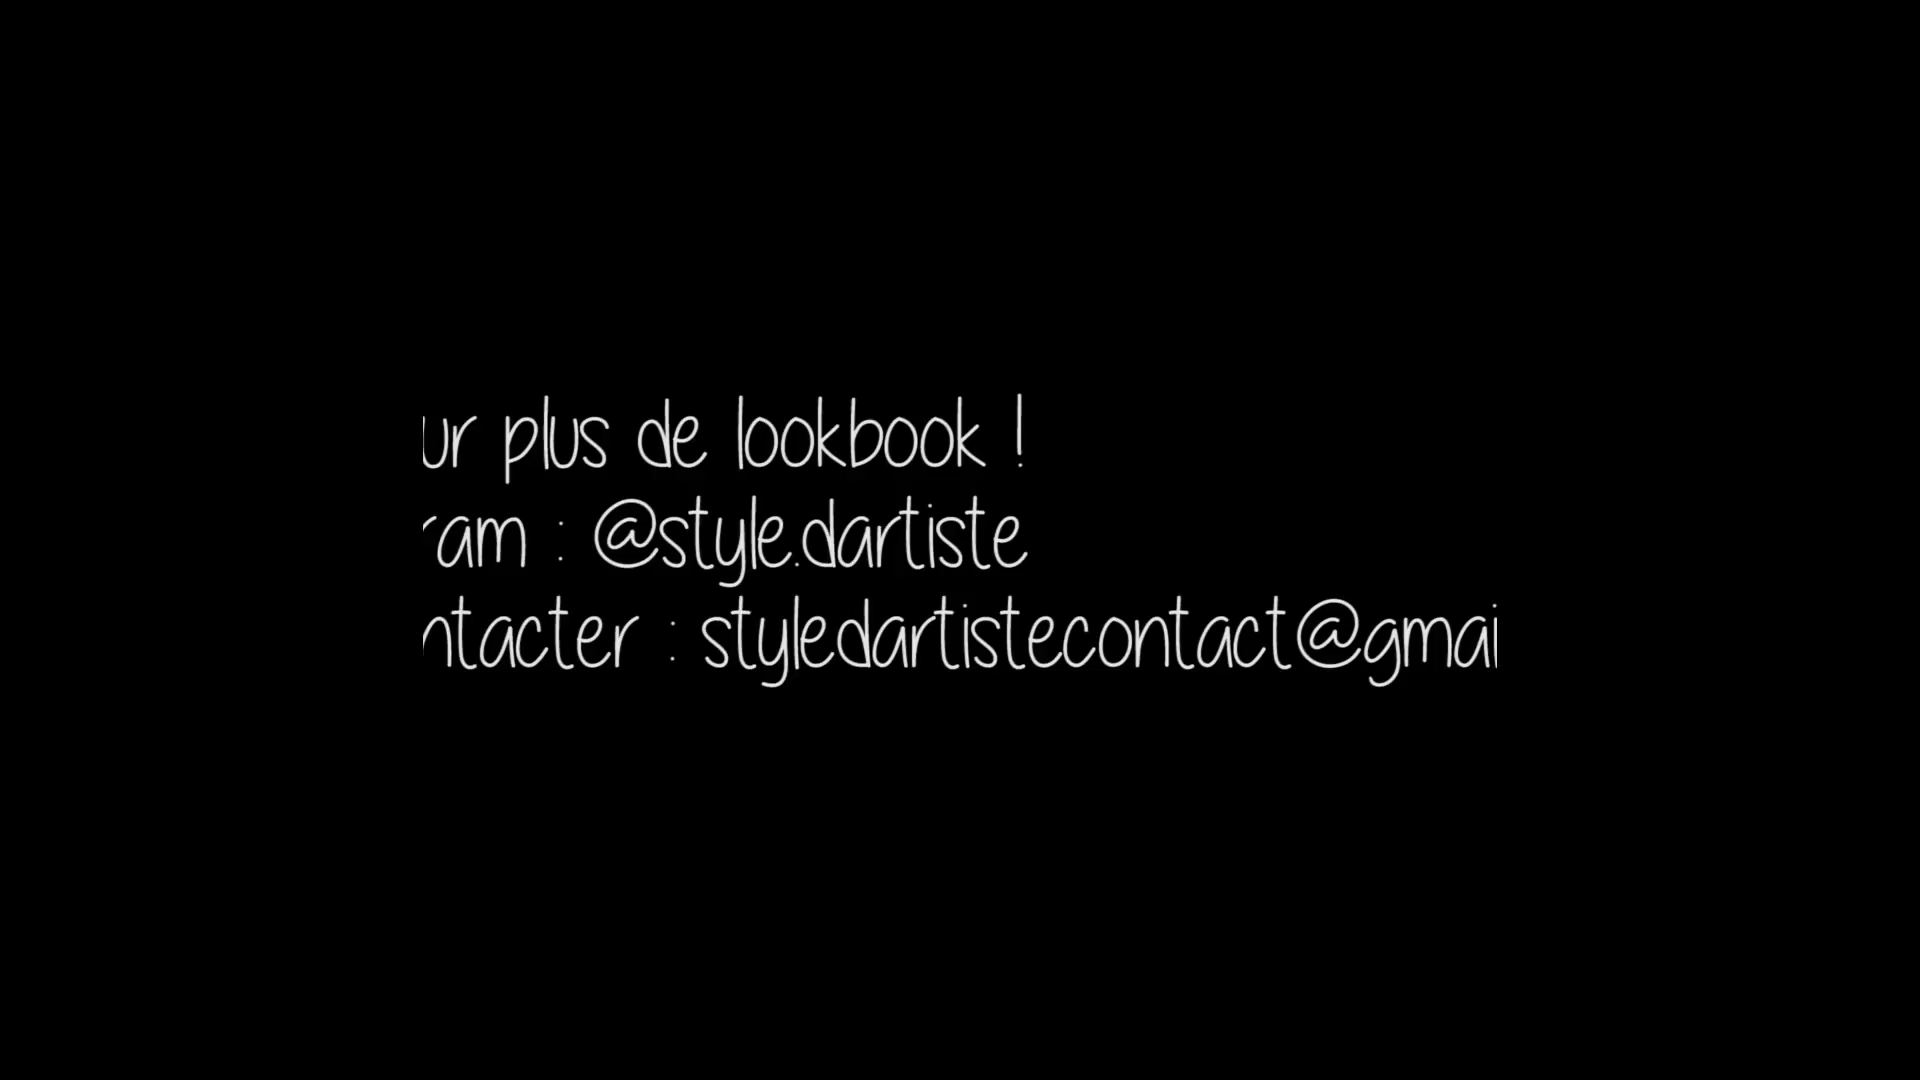 ur plus de lookbook !
ram : @style.dartiste
ntacter : styledartistecontact@gmai